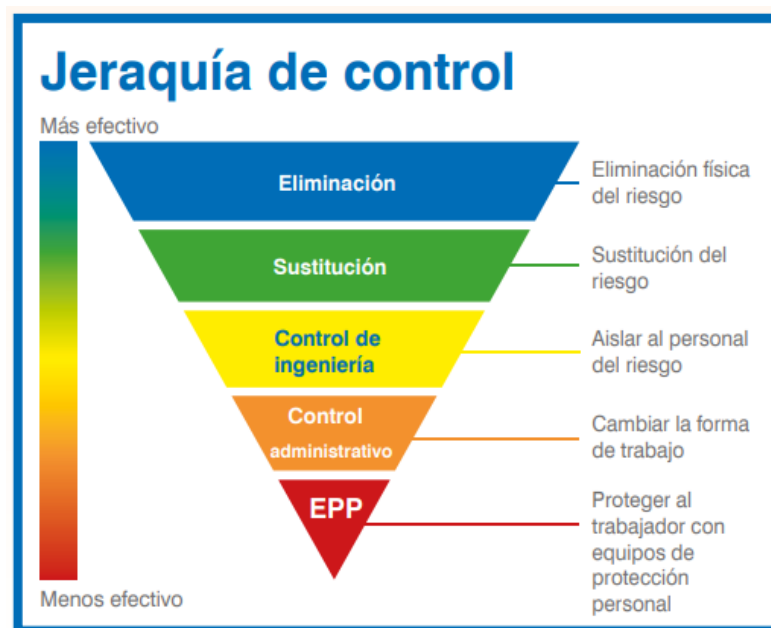 Jeraquía de control
Más efectivo
Eliminación
Eliminación física
del riesgo
Sustitución
Sustitución del
riesgo
Control de
ingeniería
Aislar al personal
del riesgo
Control
administrativo
Cambiar la forma
de trabajo
EPP
Proteger al
trabajador con
equipos de
protección
personal
Menos efectivo